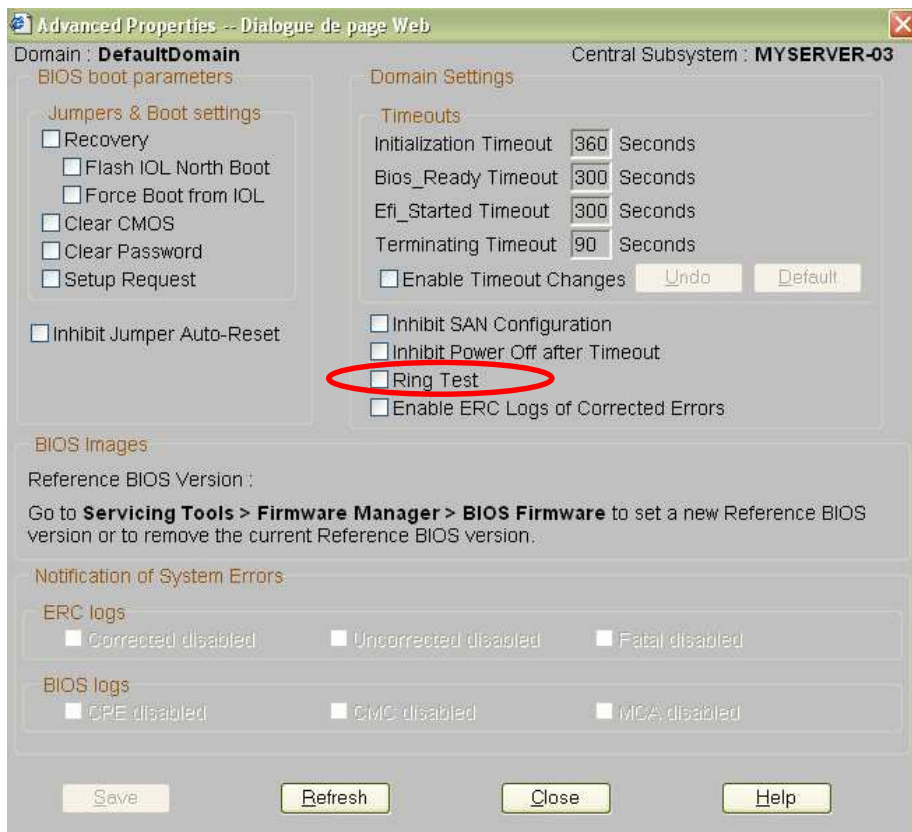 Advanced Properties -- Dialogue de page Web
Domain : DefaultDomain
Central Subsystem : MYSERVER-03
BIOS boot parameters
Jumpers & Boot settings
Recovery
Flash IOL North Boot
Force Boot from IOL
Clear CMOS
Clear Password
Setup Request
Inhibit Jumper Auto-Reset
Domain Settings
Timeouts
Initialization Timeout 360 Seconds
Bios_Ready Timeout 300 Seconds
Efi_Started Timeout 300 Seconds
Terminating Timeout 90 Seconds
Enable Timeout Changes Undo Default
Inhibit SAN Configuration
Inhibit Power Off after Timeout
Ring Test
Enable ERC Logs of Corrected Errors
BIOS Images
Reference BIOS Version :
Go to Servicing Tools > Firmware Manager > BIOS Firmware to set a new Reference BIOS
version or to remove the current Reference BIOS version.
Notification of System Errors
ERC logs
Corrected disabled Uncorrected disabled Fatal disabled
BIOS logs
CPE disabled CMC disabled MCA disabled
Save Refresh Close Help